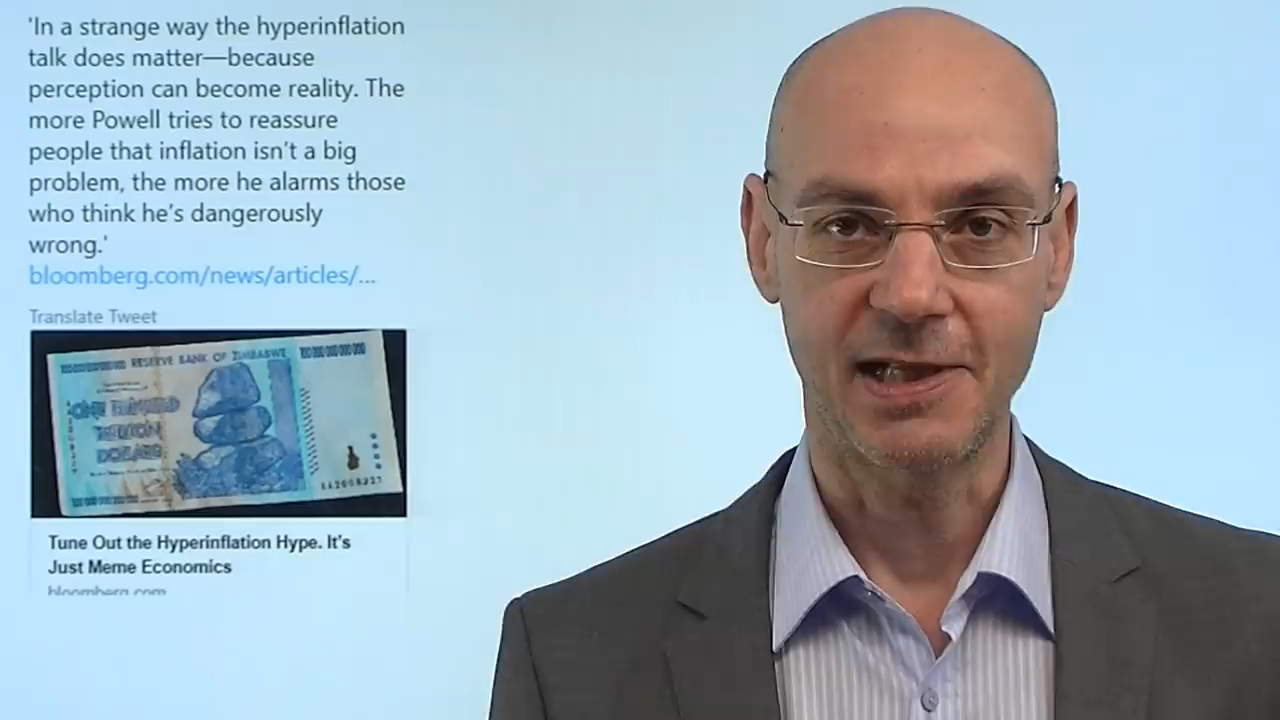 'In a strange way the hyperinflation
talk does matter—because
perception can become reality. The
more Powell tries to reassure
people that inflation isn't a big
problem, the more he alarms those
who think he's dangerously
wrong.'
bloomberg.com/news/articles/...
Translate Tweet
RESERVE BANK OF ZIMBABWE
ONE HUNDRED
TRILLION
DOLLARS
Tune Out the Hyperinflation Hype. It's
Just Meme Economics
bloomberg.com